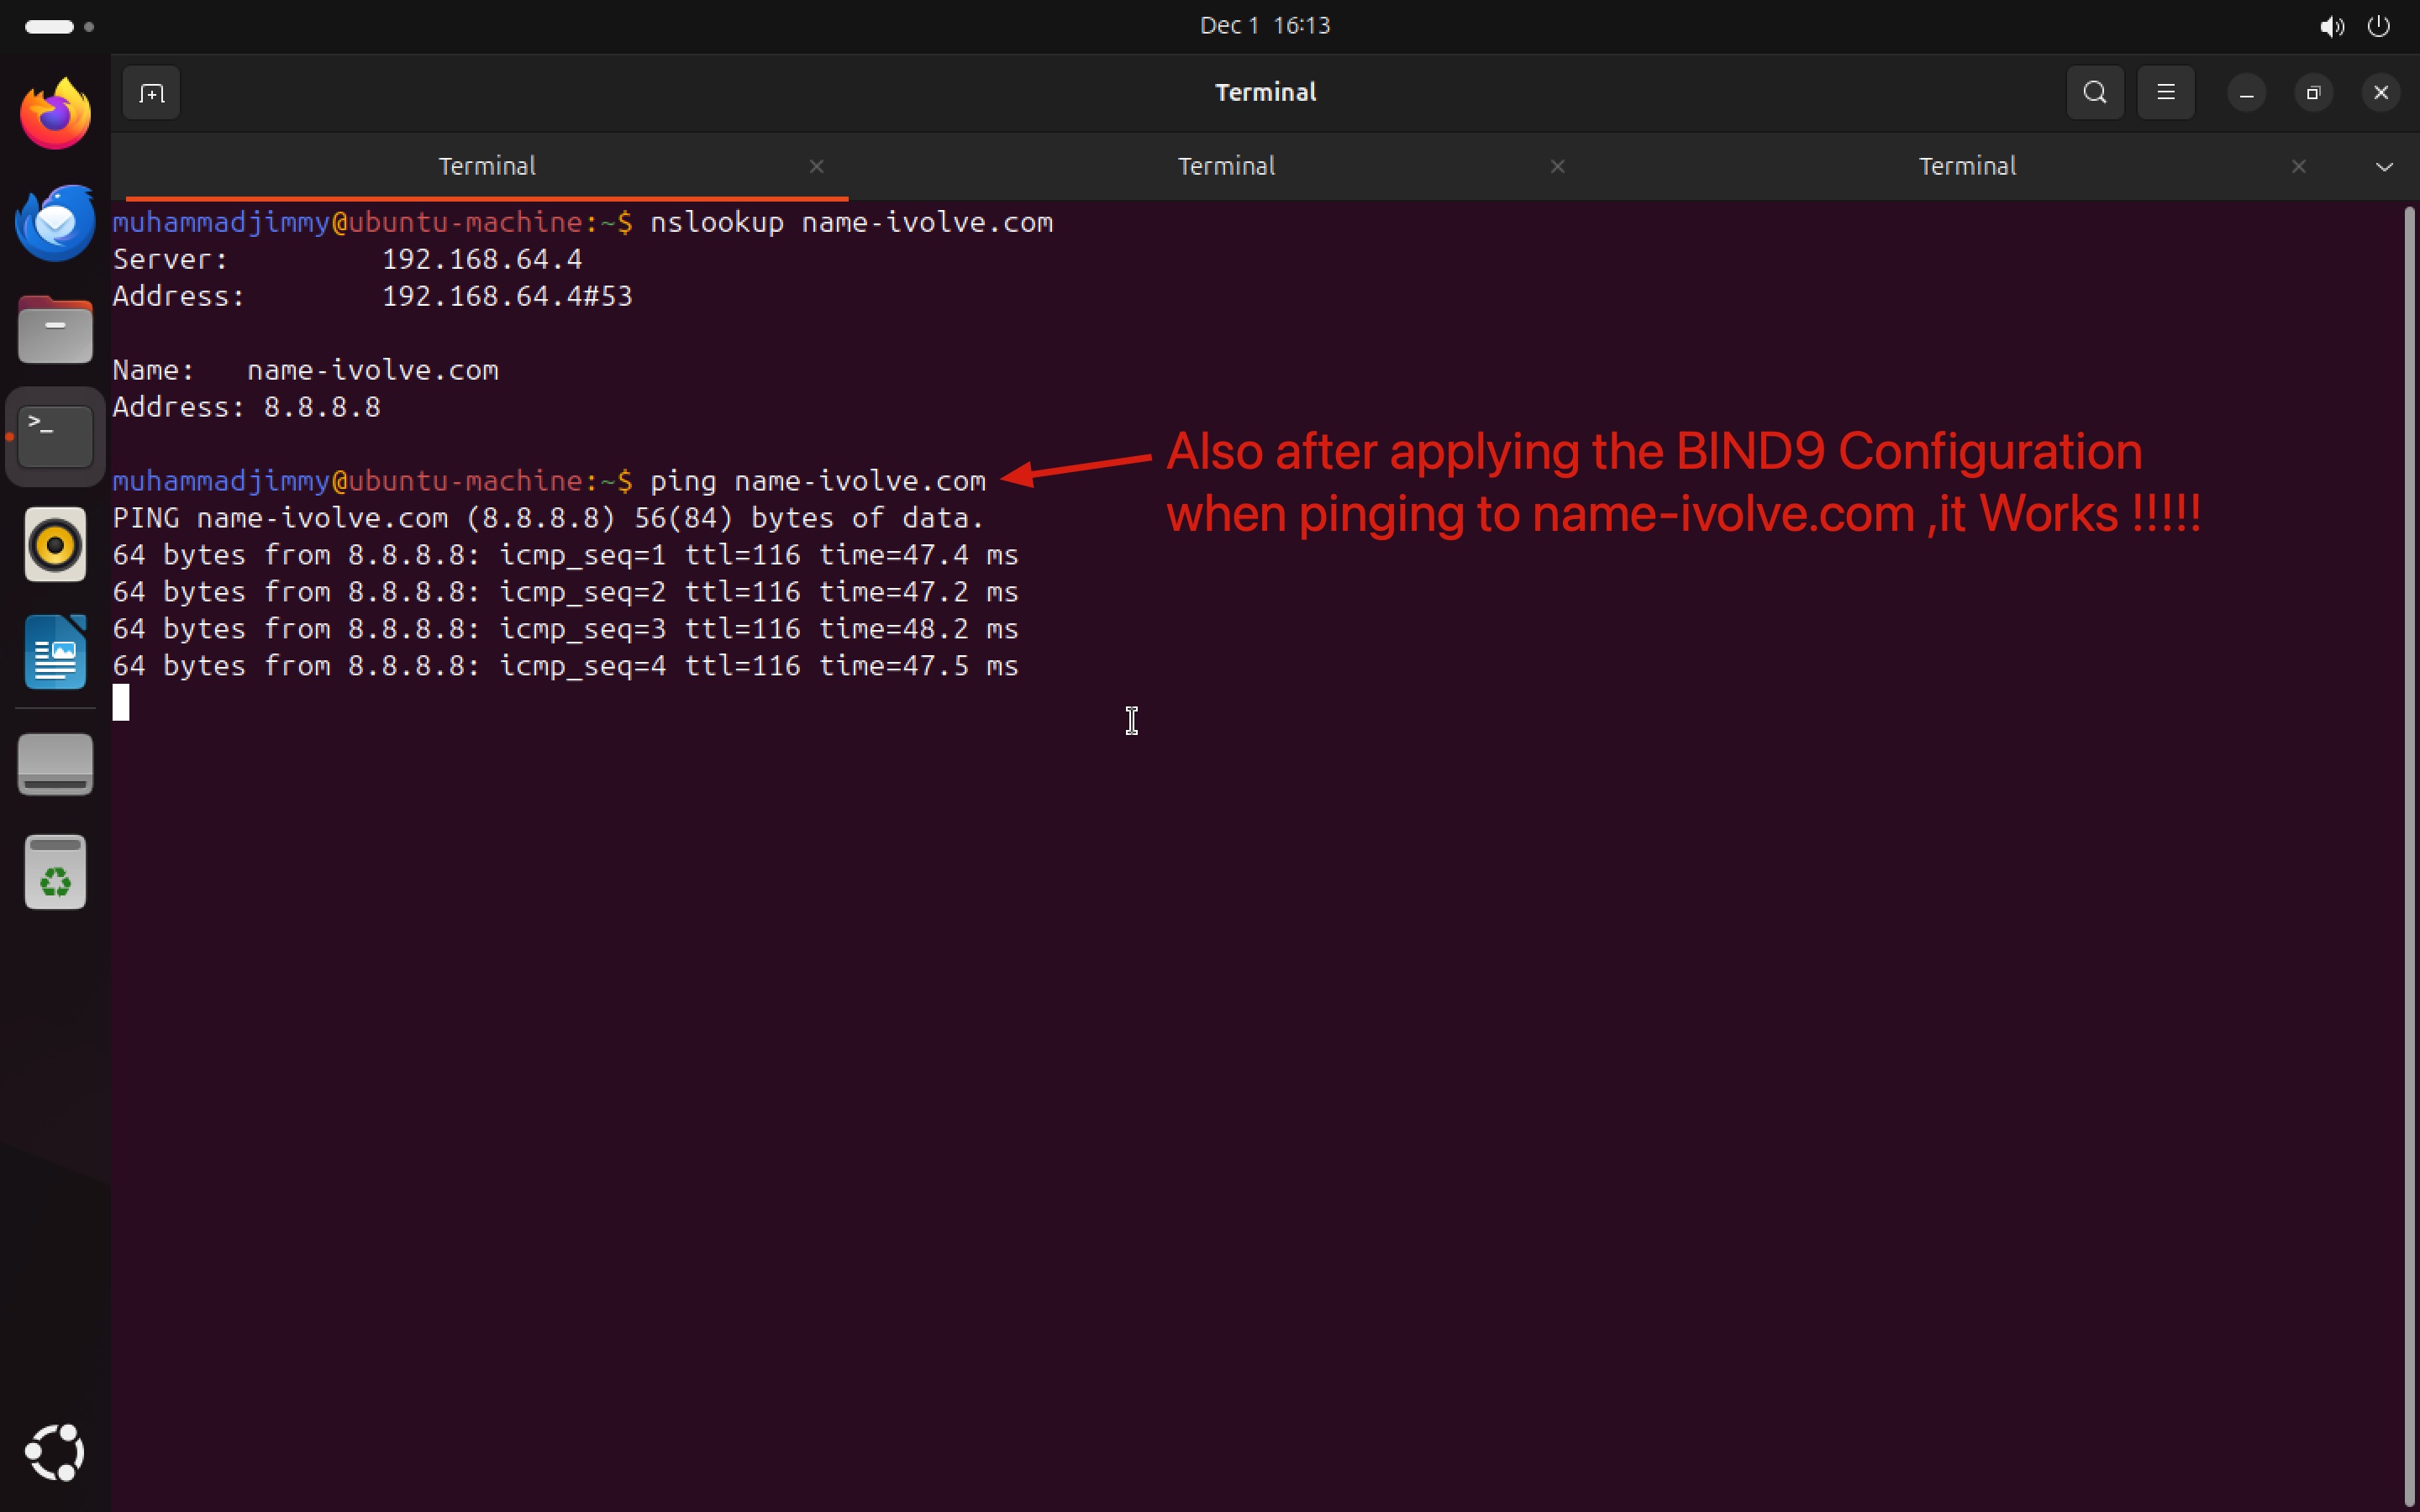 Dec 1 16:13
Terminal
Terminal
Terminal
Terminal
muhammadjimmy@ubuntu-machine:~$ nslookup name-ivolve.com
Server:		192.168.64.4
Address:	192.168.64.4#53
Name:	name-ivolve.com
Address: 8.8.8.8
muhammadjimmy@ubuntu-machine:~$ ping name-ivolve.com
PING name-ivolve.com (8.8.8.8) 56(84) bytes of data.
64 bytes from 8.8.8.8: icmp_seq=1 ttl=116 time=47.4 ms
64 bytes from 8.8.8.8: icmp_seq=2 ttl=116 time=47.2 ms
64 bytes from 8.8.8.8: icmp_seq=3 ttl=116 time=48.2 ms
64 bytes from 8.8.8.8: icmp_seq=4 ttl=116 time=47.5 ms
Also after applying the BIND9 Configuration
when pinging to name-ivolve.com ,it Works !!!!!